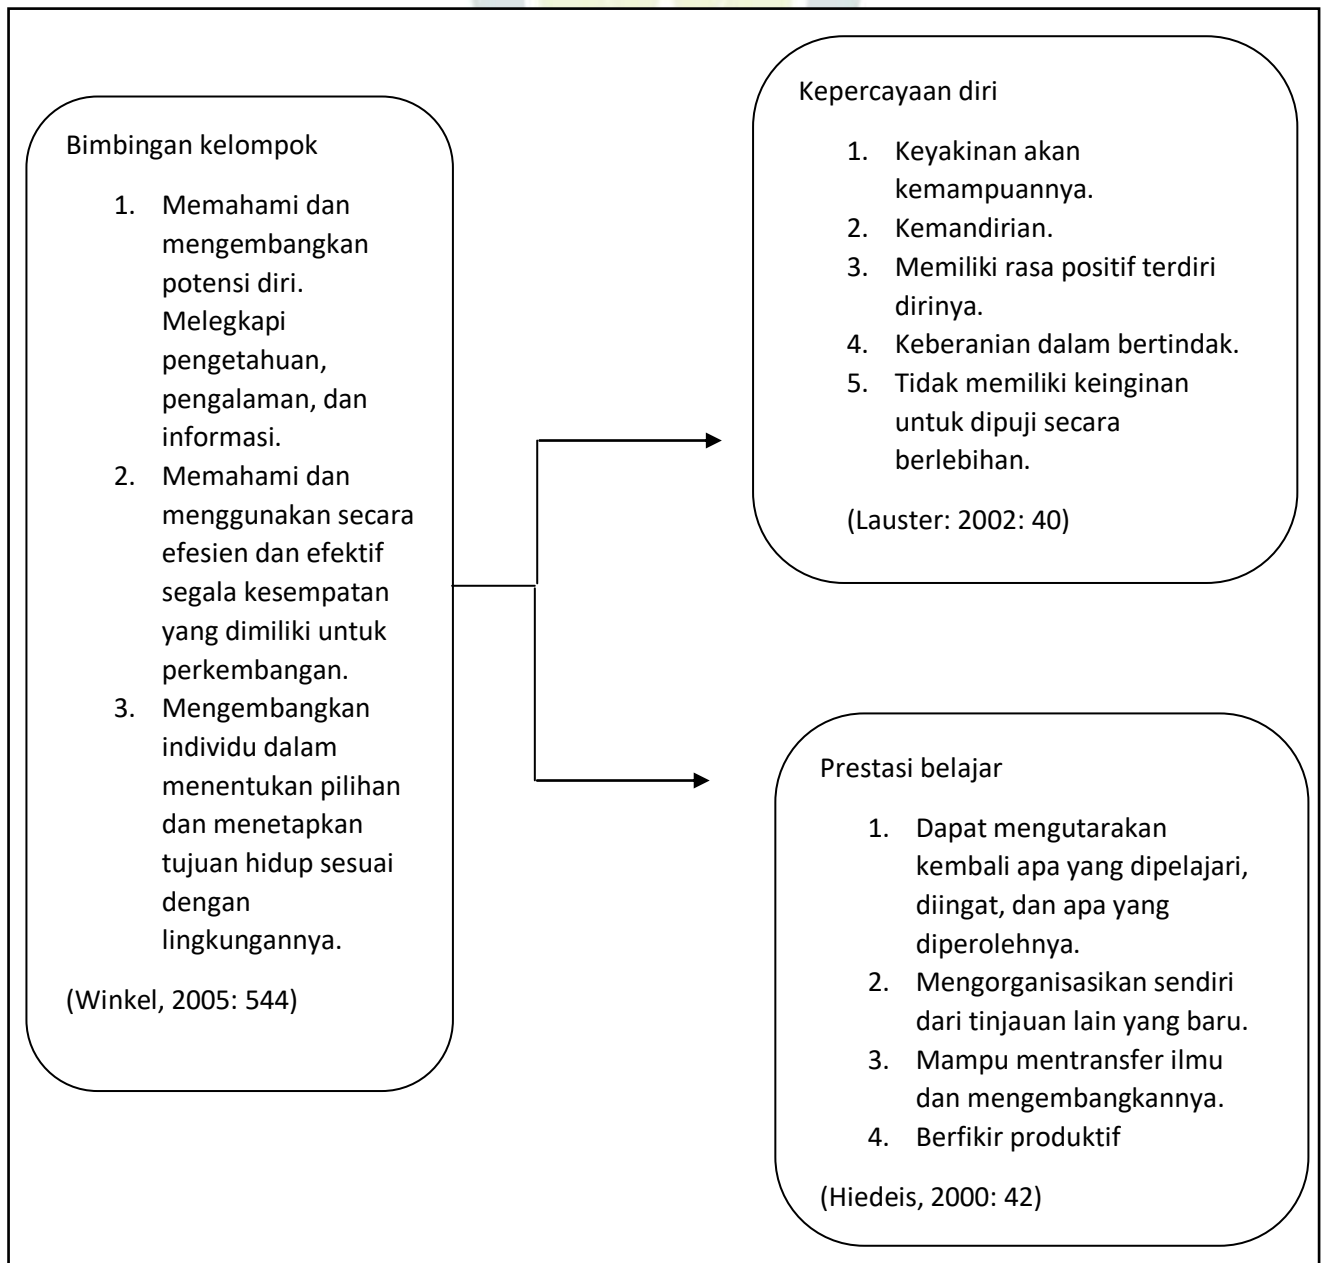 Bimbingan kelompok
1. Memahami dan
mengembangkan
potensi diri.
Melegkapi
pengetahuan,
pengalaman, dan
informasi.
2. Memahami dan
menggunakan secara
efesien dan efektif
segala kesempatan
yang dimiliki untuk
perkembangan.
3. Mengembangkan
individu dalam
menentukan pilihan
dan menetapkan
tujuan hidup sesuai
dengan
lingkungannya.
(Winkel, 2005: 544)
Kepercayaan diri
1. Keyakinan akan
kemampuannya.
2. Kemandirian.
3. Memiliki rasa positif terdiri
dirinya.
4. Keberanian dalam bertindak.
5. Tidak memiliki keinginan
untuk dipuji secara
berlebihan.
(Lauster: 2002: 40)
Prestasi belajar
1. Dapat mengutarakan
kembali apa yang dipelajari,
diingat, dan apa yang
diperolehnya.
2. Mengorganisasikan sendiri
dari tinjauan lain yang baru.
3. Mampu mentransfer ilmu
dan mengembangkannya.
4. Berfikir produktif
(Hiedeis, 2000: 42)